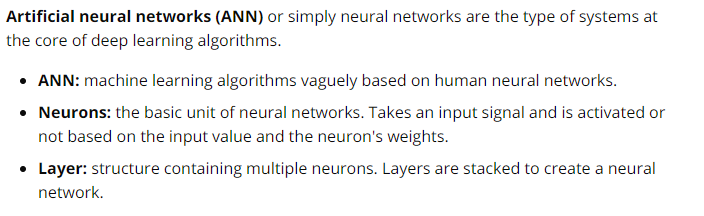 Artificial neural networks (ANN) or simply neural networks are the type of systems at
the core of deep learning algorithms.
• ANN: machine learning algorithms vaguely based on human neural networks.
• Neurons: the basic unit of neural networks. Takes an input signal and is activated or
not based on the input value and the neuron's weights.
• Layer: structure containing multiple neurons. Layers are stacked to create a neural
network.